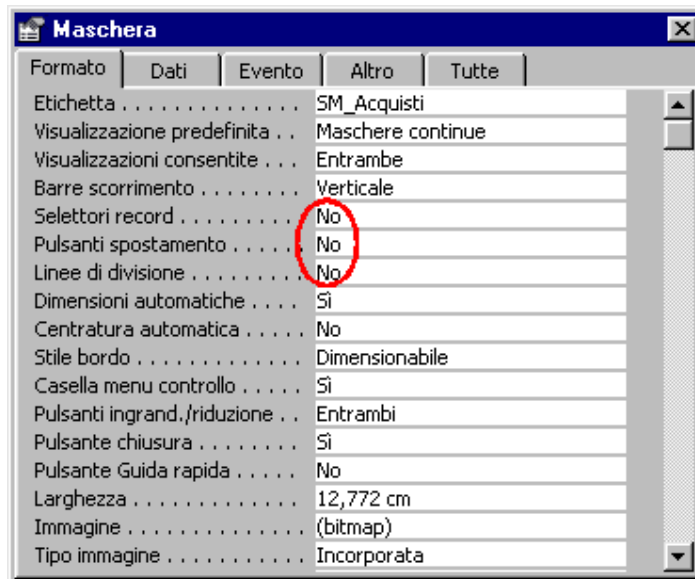 Maschera
Formato Dati Evento Altro Tutte
Etichetta . . . . . . . . . . . . . . . SM_Acquisti
Visualizzazione predefinita . . Maschere continue
Visualizzazioni consentite . . . Entrambe
Barre scorrimento . . . . . . . . Verticale
Selettori record . . . . . . . . . . No
Pulsanti spostamento . . . . . . No
Linee di divisione . . . . . . . . . No
Dimensioni automatiche . . . . Sì
Centratura automatica . . . . . No
Stile bordo . . . . . . . . . . . . . Dimensionabile
Casella menu controllo . . . . . Sì
Pulsanti ingrand./riduzione . . Entrambi
Pulsante chiusura . . . . . . . . Sì
Pulsante Guida rapida . . . . . No
Larghezza . . . . . . . . . . . . . 12,772 cm
Immagine . . . . . . . . . . . . . . (bitmap)
Tipo immagine . . . . . . . . . . . Incorporata